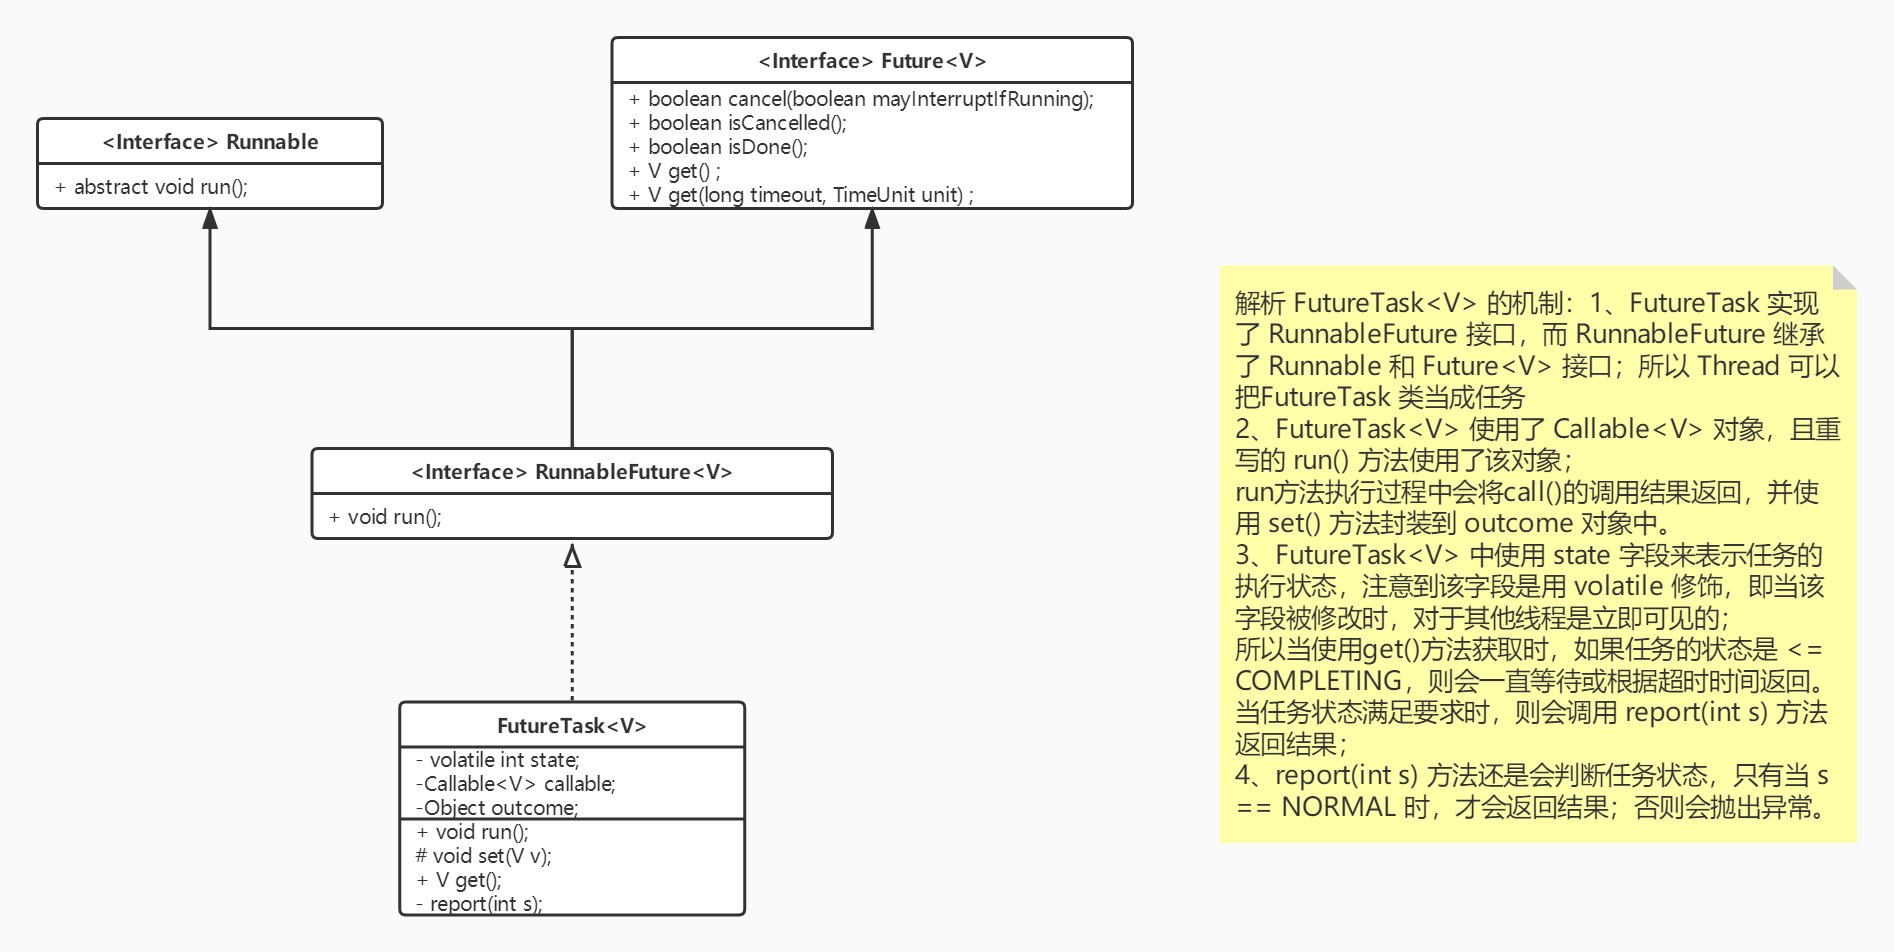 <Interface> Future<V>
+ boolean cancel(boolean mayInterruptIfRunning);
+ boolean isCancelled();
+ boolean isDone();
+ V get() ;
+ V get(long timeout, TimeUnit unit) ;
<Interface> Runnable
+ abstract void run();
<Interface> RunnableFuture<V>
+ void run();
FutureTask<V>
- volatile int state;
-Callable<V> callable;
-Object outcome;
+ void run();
# void set(V v);
+ V get();
- report(int s);
解析 FutureTask<V> 的机制：1、FutureTask 实现
了 RunnableFuture 接口，而 RunnableFuture 继承
了 Runnable 和 Future<V> 接口；所以 Thread 可以
把FutureTask 类当成任务
2、FutureTask<V> 使用了 Callable<V> 对象，且重
写的 run() 方法使用了该对象；
run方法执行过程中会将call()的调用结果返回，并使
用 set() 方法封装到 outcome 对象中。
3、FutureTask<V> 中使用 state 字段来表示任务的
执行状态，注意到该字段是用 volatile 修饰，即当该
字段被修改时，对于其他线程是立即可见的；
所以当使用get()方法获取时，如果任务的状态是 <=
COMPLETING，则会一直等待或根据超时时间返回。
当任务状态满足要求时，则会调用 report(int s) 方法
返回结果；
4、report(int s) 方法还是会判断任务状态，只有当 s
== NORMAL 时，才会返回结果；否则会抛出异常。